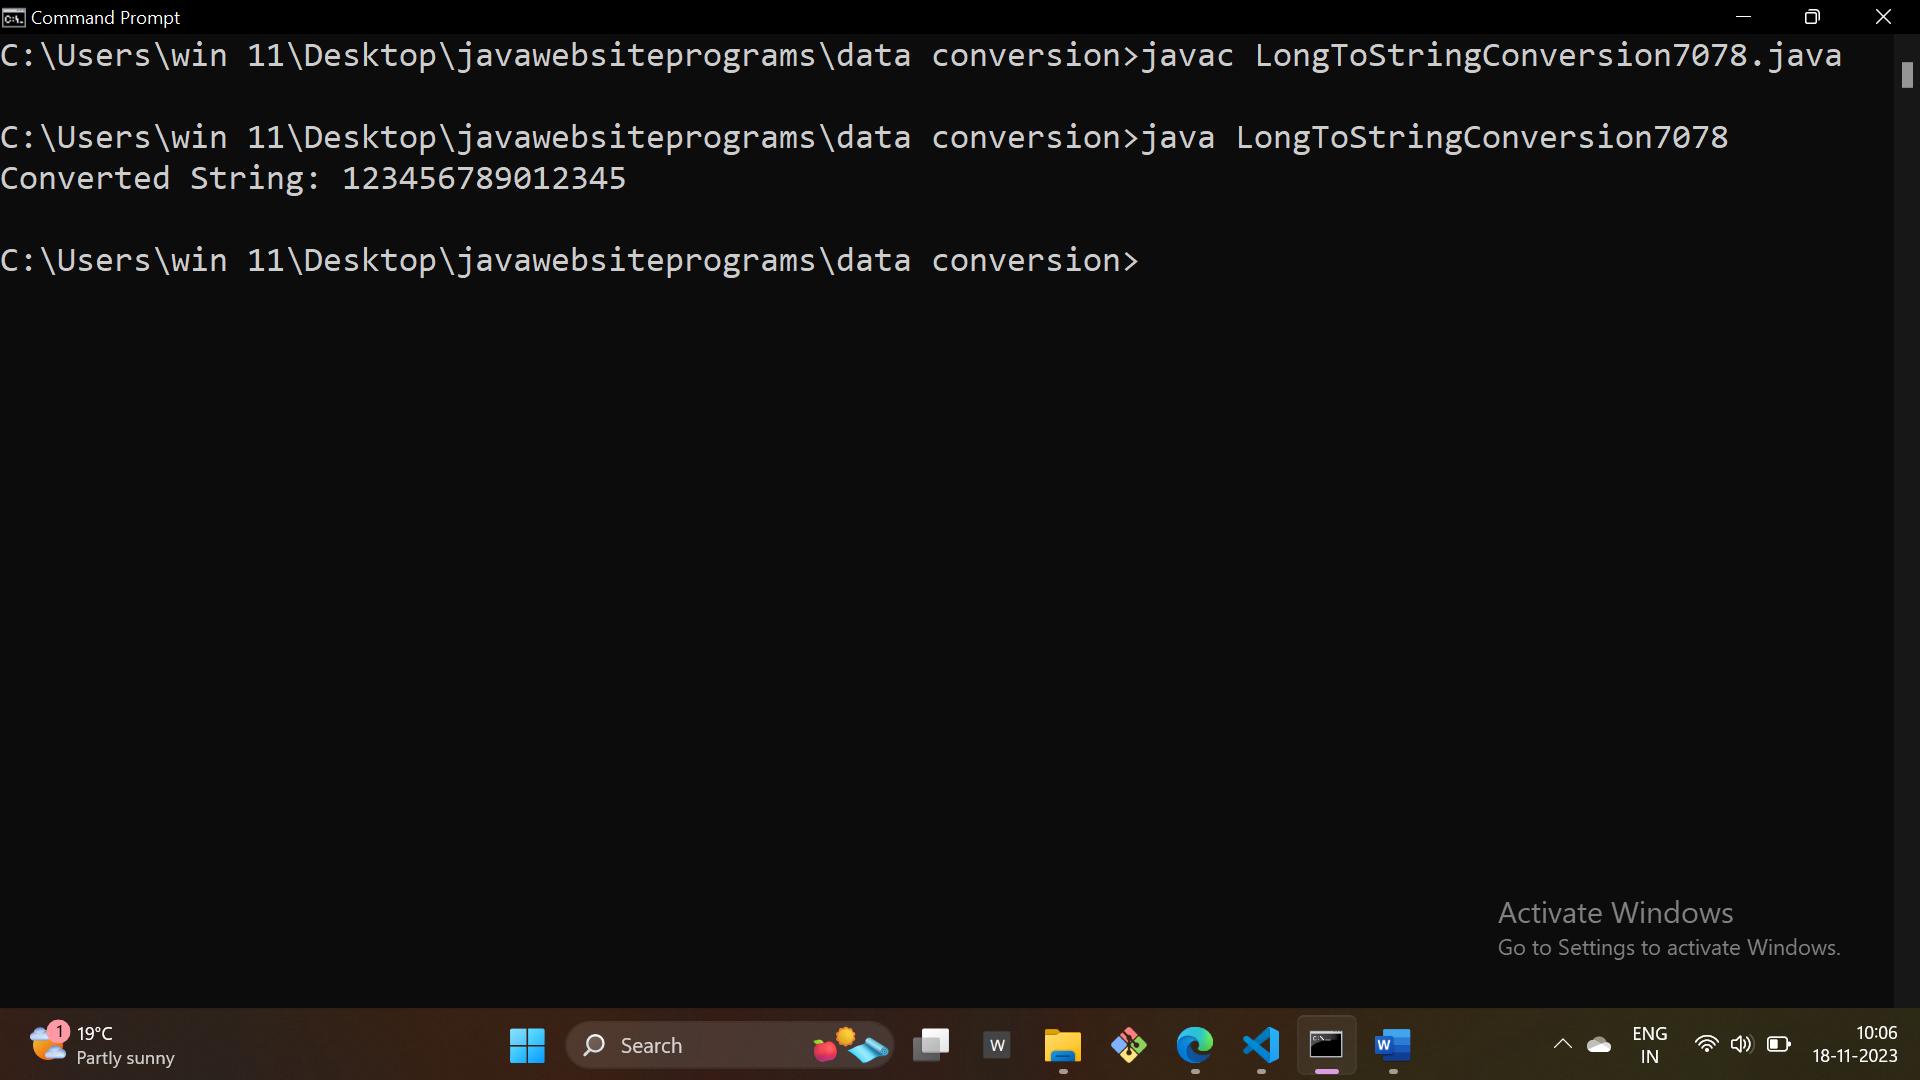 Command Prompt
C:\Users\win 11\Desktop\javawebsiteprograms\data conversion>javac LongToStringConversion7078.java
C:\Users\win 11\Desktop\javawebsiteprograms\data conversion>java LongToStringConversion7078
Converted String: 123456789012345
C:\Users\win 11\Desktop\javawebsiteprograms\data conversion>
Activate Windows
Go to Settings to activate Windows.
1
19°C
Partly sunny
Search
W
W
ENG
IN
10:06
18-11-2023